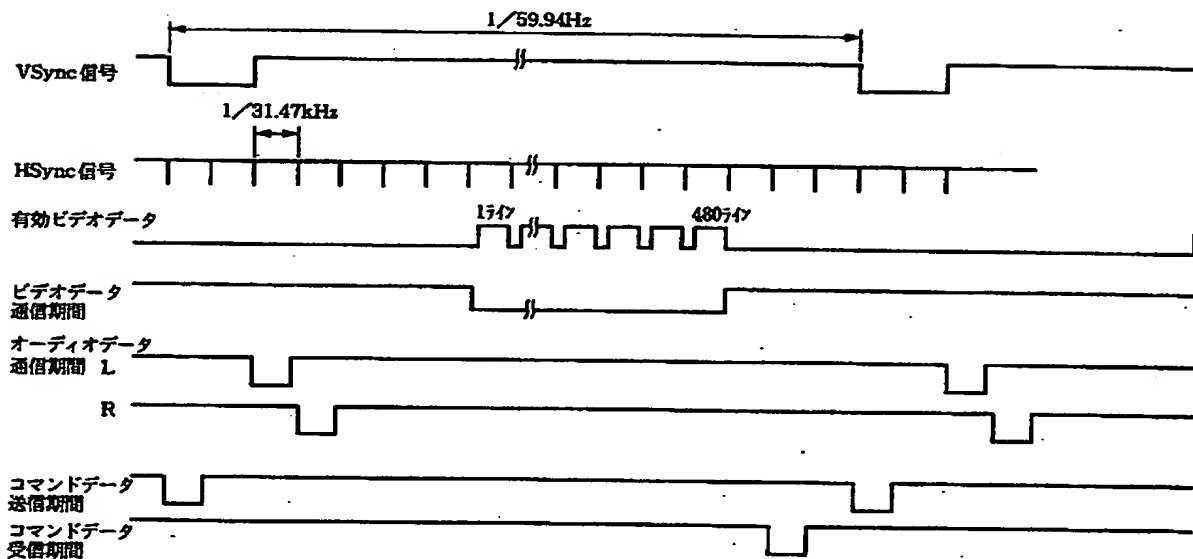 1/59.94Hz
VSync信号
1/31.47kHz
HSync信号
有効ビデオデータ
1ライン
480ライン
ビデオデータ
通信期間
オーディオデータ
通信期間 L
R
コマンドデータ
送信期間
コマンドデータ
受信期間